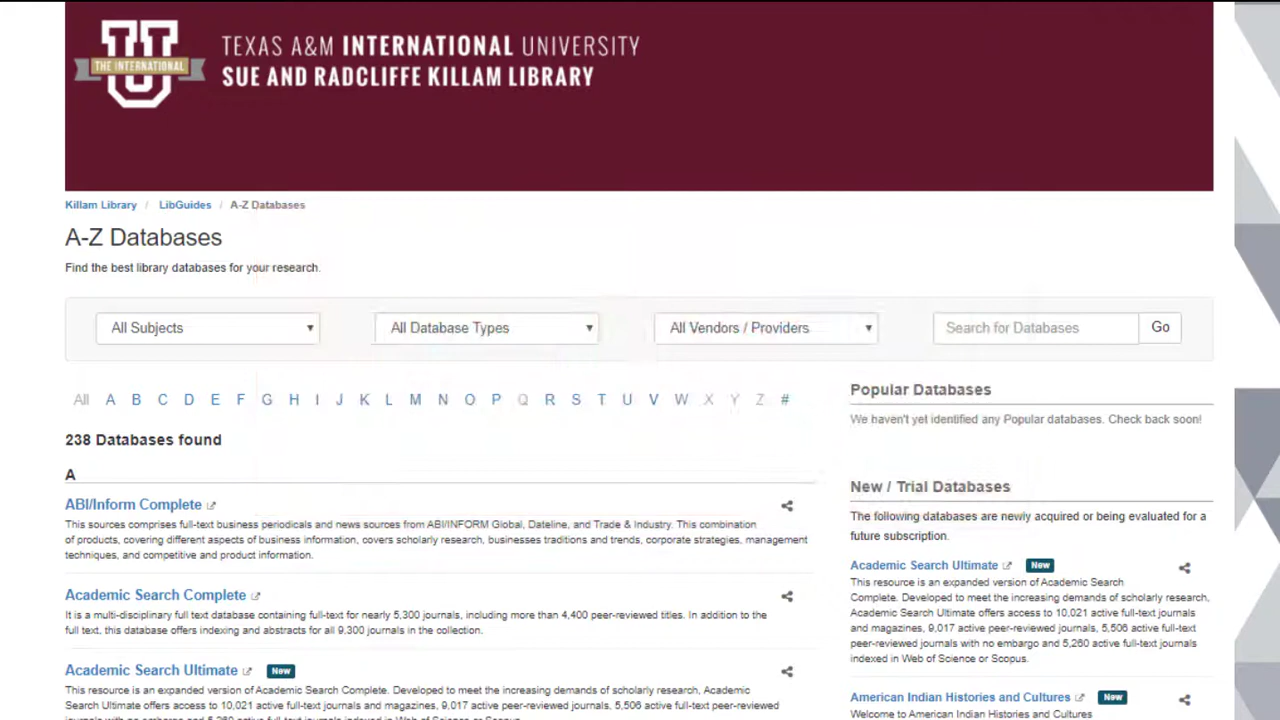 THE INTERNATIONAL
TEXAS A&M INTERNATIONAL UNIVERSITY
SUE AND RADCLIFFE KILLAM LIBRARY
Killam Library / LibGuides / A-Z Databases
A-Z Databases
Find the best library databases for your research.
All Subjects
All Database Types
All Vendors / Providers
Search for Databases
Go
All A B C D E F G H I J K L M N O P Q R S T U V W X Y Z #
238 Databases found
A
ABI/Inform Complete
This sources comprises full-text business periodicals and news sources from ABI/INFORM Global, Dateline, and Trade & Industry. This combination
of products, covering different aspects of business information, covers scholarly research, businesses traditions and trends, corporate strategies, management
techniques, and competitive and product information.
Academic Search Complete
It is a multi-disciplinary full text database containing full-text for nearly 5,300 journals, including more than 4,400 peer-reviewed titles. In addition to the
full text, this database offers indexing and abstracts for all 9.300 journals in the collection.
Academic Search Ultimate New
This resource is an expanded version of Academic Search Complete. Developed to meet the increasing demands of scholarly research, Academic
Search Ultimate offers access to 10,021 active full-text journals and magazines, 9,017 active peer-reviewed journals, 5,506 active full-text
Popular Databases
We haven't yet identified any Popular databases. Check back soon!
New / Trial Databases
The following databases are newly acquired or being evaluated for a
future subscription.
Academic Search Ultimate New
This resource is an expanded version of Academic Search
Complete. Developed to meet the increasing demands of scholarly research,
Academic Search Ultimate offers access to 10,021 active full-text journals
and magazines, 9,017 active peer-reviewed journals, 5,506 active full-text
peer-reviewed journals with no embargo and 5,260 active full-text journals
indexed in Web of Science or Scopus.
American Indian Histories and Cultures New
Welcome to American Indian Histories and Cultures